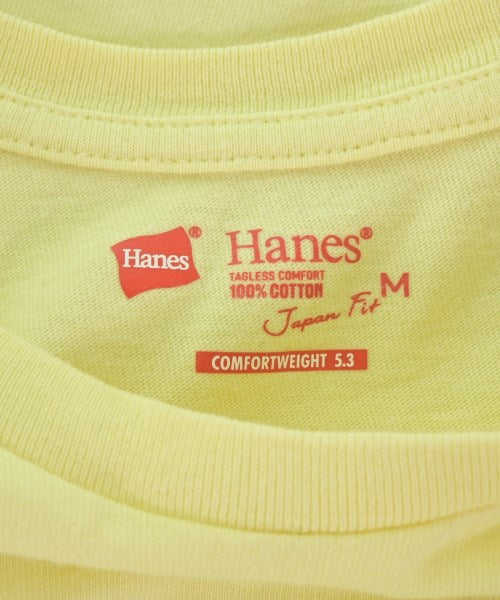 Hanes®
Hanes®
TAGLESS COMFORT
100% COTTON
M
Japan Fit
COMFORTWEIGHT 5.3